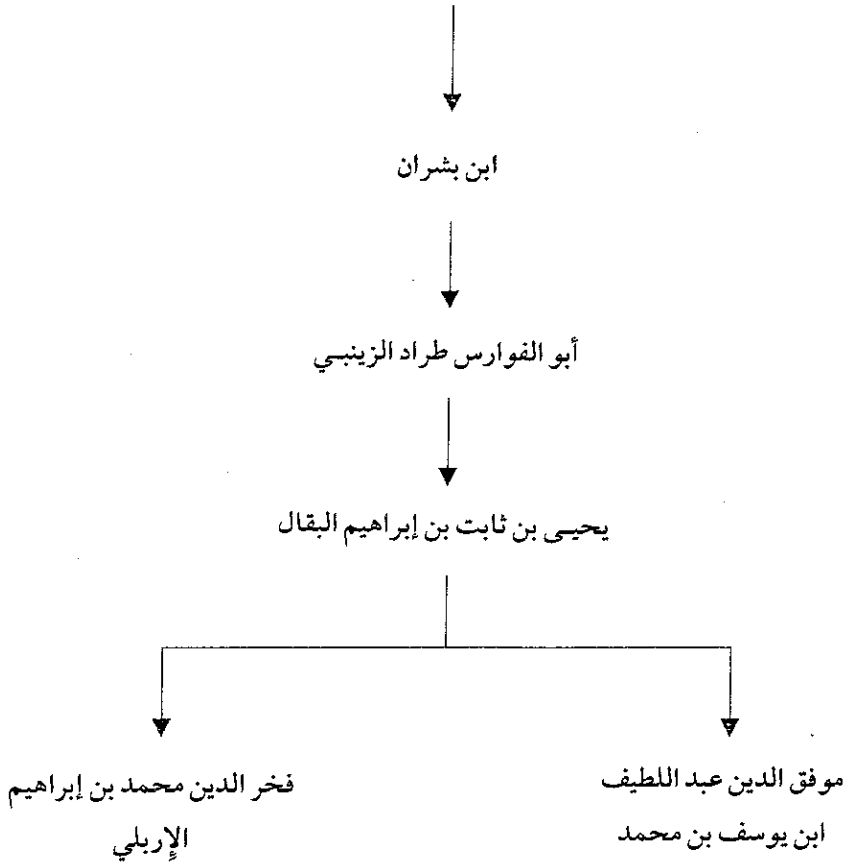 ابن بشران
أبو الفوارس طراد الزينبي
يحيى بن ثابت بن إبراهيم البقال
موفق الدين عبد اللطيف
ابن يوسف بن محمد
فخر الدين محمد بن إبراهيم
الإربلي